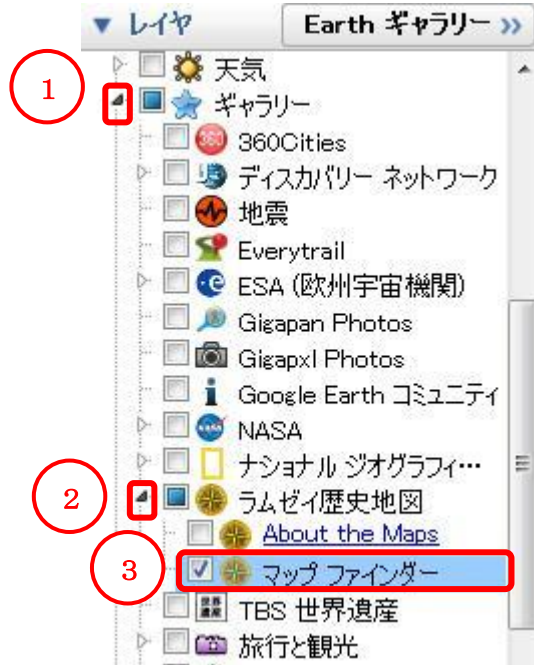 レイヤ Earth ギャラリー
天気
1
ギャラリー
360 360Cities
ディスカバリー ネットワーク
地震
Everytrail
ESA (欧州宇宙機関)
Gigapan Photos
Gigapxl Photos
Google Earth コミュニティ
NASA
ナショナル ジオグラフィ…
2
ラムゼイ歴史地図
About the Maps
3
マップ ファインダー
世界遺産 TBS 世界遺産
旅行と観光